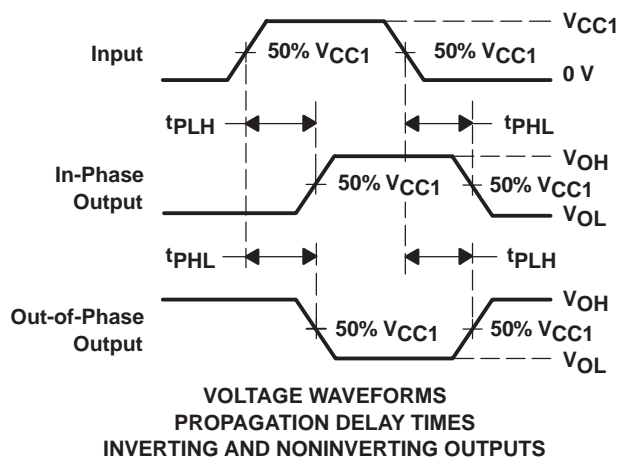 VCC1
Input
50% VCC1
50% VCC1
0 V
tPLH
tPHL
In-Phase
Output
50% VCC1
VOH
50% VCC1
VOL
tPHL
tPLH
Out-of-Phase
Output
50% VCC1
VOH
50% VCC1
VOL
VOLTAGE WAVEFORMS
PROPAGATION DELAY TIMES
INVERTING AND NONINVERTING OUTPUTS